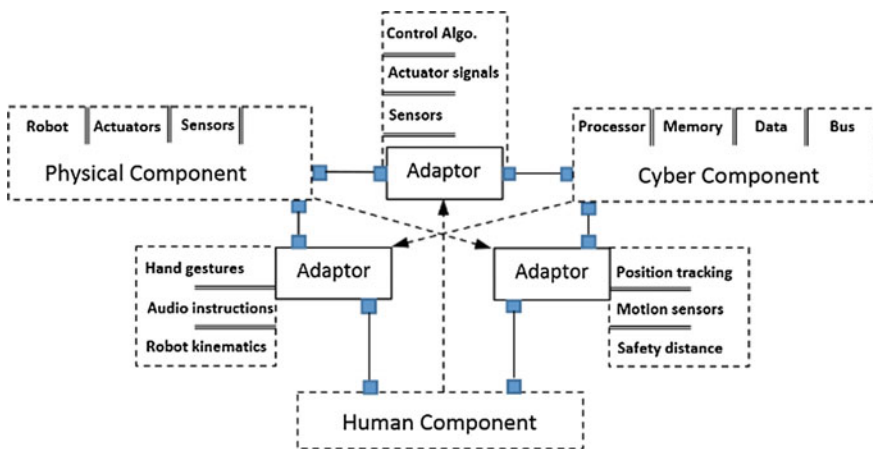 Control Algo.
Actuator signals
Sensors
Robot Actuators Sensors
Physical Component
Adaptor
Processor Memory Data Bus
Cyber Component
Hand gestures
Audio instructions
Robot kinematics
Adaptor
Adaptor
Position tracking
Motion sensors
Safety distance
Human Component